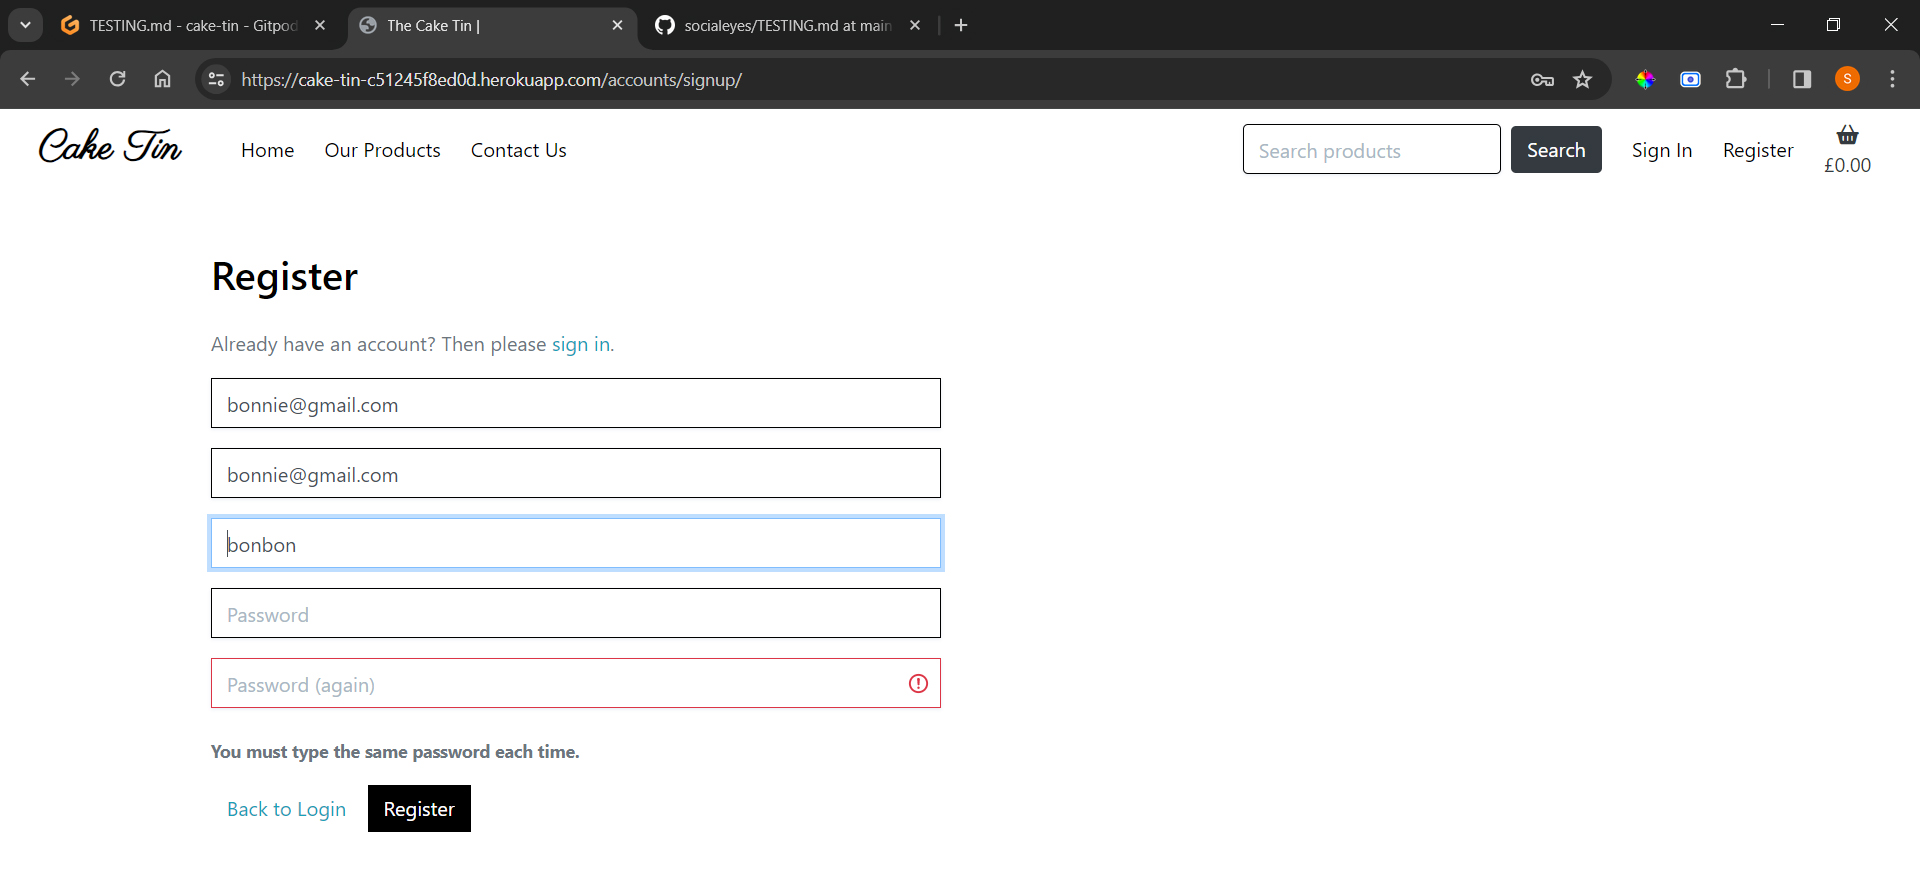 TESTING.md - cake-tin - Gitpod
The Cake Tin |
socialeyes/TESTING.md at main
https://cake-tin-c51245f8ed0d.herokuapp.com/accounts/signup/
S
Cake Tin
Home
Our Products
Contact Us
Search products
Search
Sign In
Register
£0.00
Register
Already have an account? Then please sign in.
bonnie@gmail.com
bonnie@gmail.com
bonbon
Password
Password (again)
You must type the same password each time.
Back to Login
Register